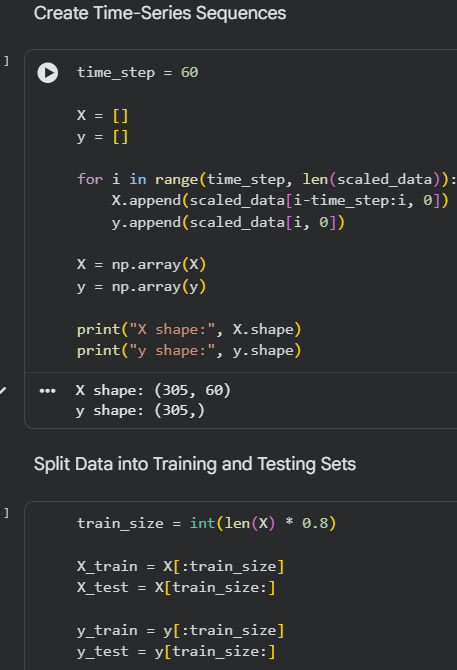 Create Time-Series Sequences
]
time_step = 60
X = []
y = []
for i in range(time_step, len(scaled_data)):
    X.append(scaled_data[i-time_step:i, 0])
    y.append(scaled_data[i, 0])
X = np.array(X)
y = np.array(y)
print("X shape:", X.shape)
print("y shape:", y.shape)
X shape: (305, 60)
y shape: (305,)
Split Data into Training and Testing Sets
]
train_size = int(len(X) * 0.8)
X_train = X[:train_size]
X_test = X[train_size:]
y_train = y[:train_size]
y_test = y[train_size:]